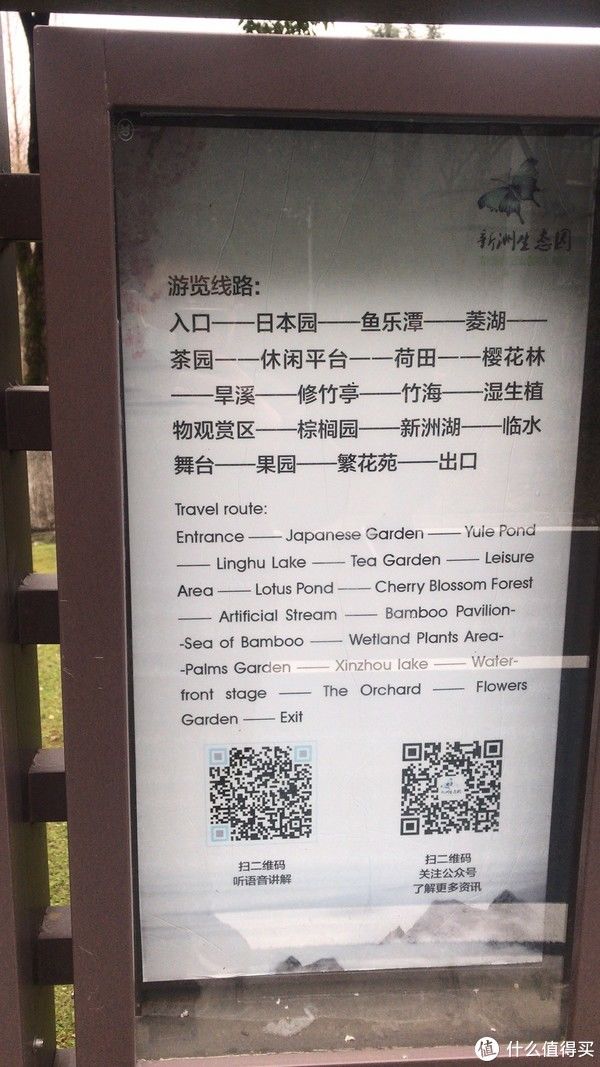 新洲生态园
游览线路:
入口——日本园——鱼乐潭——菱湖——
茶园——休闲平台——荷田——樱花林
——旱溪——修竹亭——竹海——湿生植
物观赏区——棕榈园——新洲湖——临水
舞台——果园——繁花苑——出口
Travel route:
Entrance —— Japanese Garden —— Yule Pond
—— Linghu Lake —— Tea Garden —— Leisure
Area —— Lotus Pond —— Cherry Blossom Forest
—— Artificial Stream —— Bamboo Pavilion-
-Sea of Bamboo —— Wetland Plants Area-
-Palms Garden —— Xinzhou lake —— Water-
front stage —— The Orchard —— Flowers
Garden —— Exit
扫二维码
听语音讲解
扫二维码
关注公众号
了解更多资讯
值 什么值得买